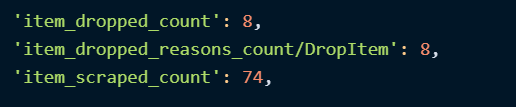 'item_dropped_count': 8,
'item_dropped_reasons_count/DropItem': 8,
'item_scraped_count': 74,